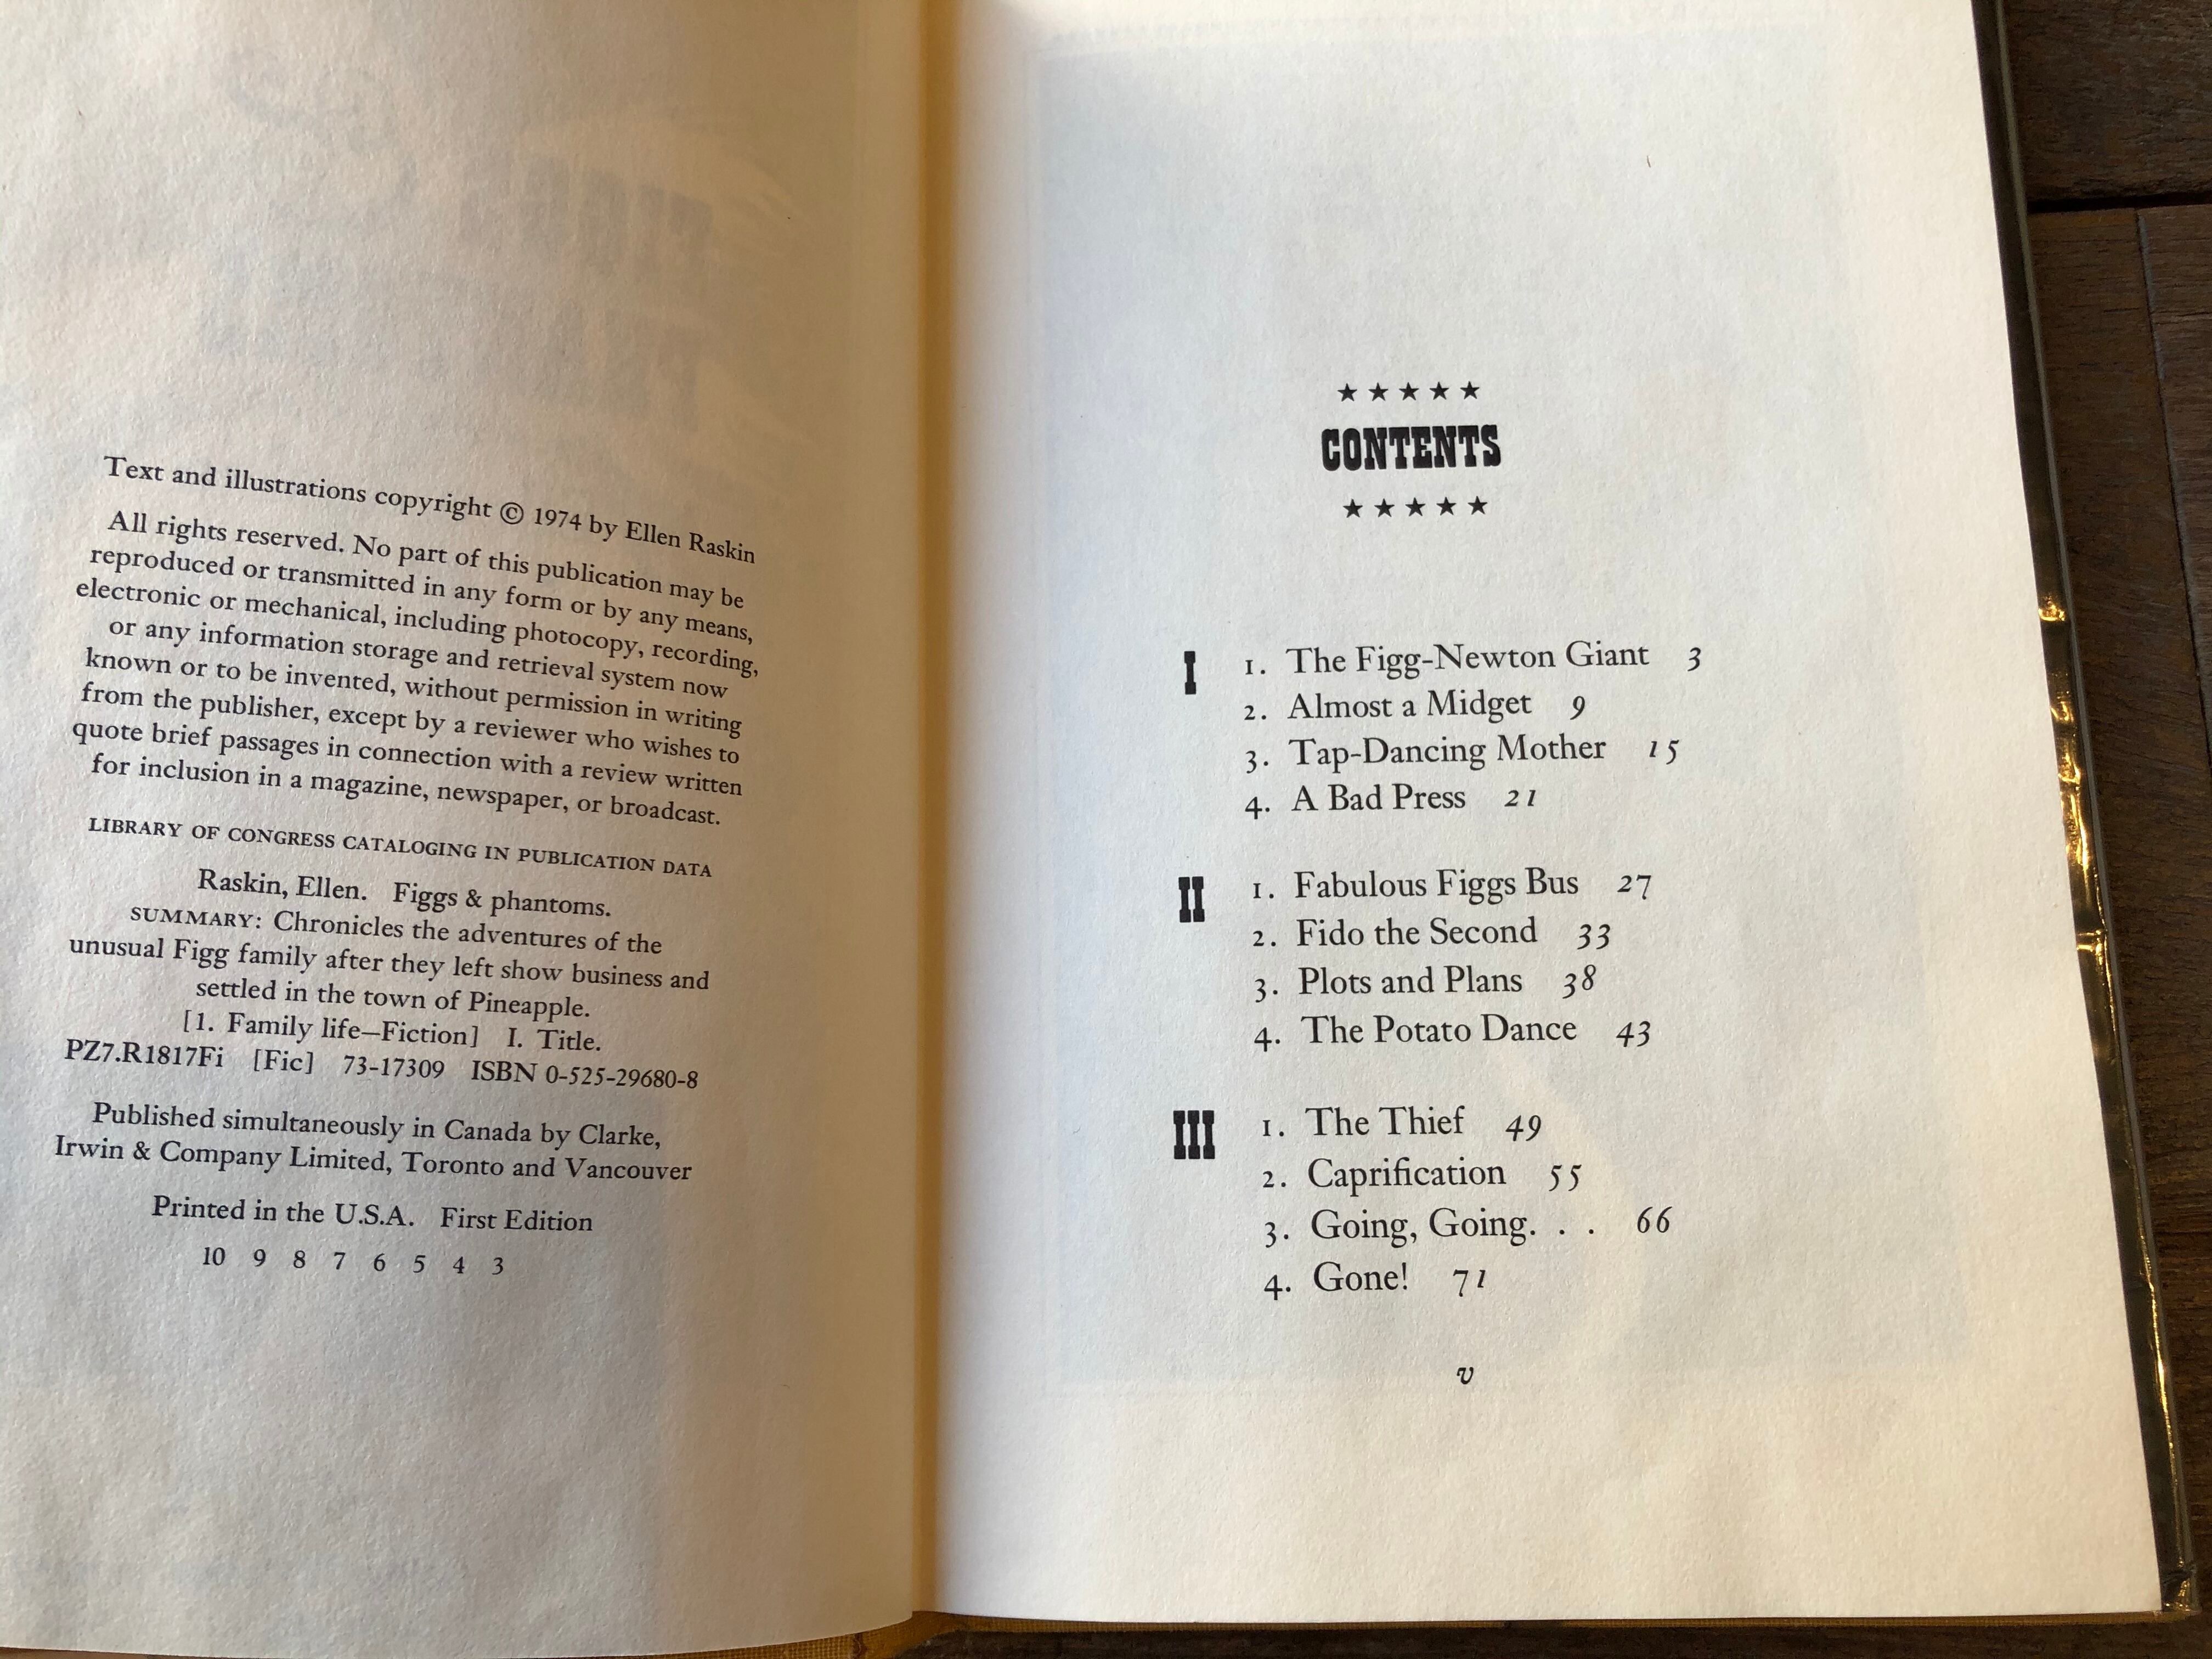 Text and illustrations copyright © 1974 by Ellen Raskin
All rights reserved. No part of this publication may be
reproduced or transmitted in any form or by any means,
electronic or mechanical, including photocopy, recording,
or any information storage and retrieval system now
known or to be invented, without permission in writing
from the publisher, except by a reviewer who wishes to
quote brief passages in connection with a review written
for inclusion in a magazine, newspaper, or broadcast.
LIBRARY OF CONGRESS CATALOGING IN PUBLICATION DATA
Raskin, Ellen. Figgs & phantoms.
SUMMARY: Chronicles the adventures of the
unusual Figg family after they left show business and
settled in the town of Pineapple.
[1. Family life—Fiction] I. Title.
PZ7.R1817Fi [Fic] 73-17309 ISBN 0-525-29680-8
Published simultaneously in Canada by Clarke,
Irwin & Company Limited, Toronto and Vancouver
Printed in the U.S.A. First Edition
10 9 8 7 6 5 4 3
★ ★ ★ ★ ★
CONTENTS
★ ★ ★ ★ ★
I 1. The Figg-Newton Giant 3
2. Almost a Midget 9
3. Tap-Dancing Mother 15
4. A Bad Press 21
II 1. Fabulous Figgs Bus 27
2. Fido the Second 33
3. Plots and Plans 38
4. The Potato Dance 43
III 1. The Thief 49
2. Caprification 55
3. Going, Going. . . 66
4. Gone! 71
v